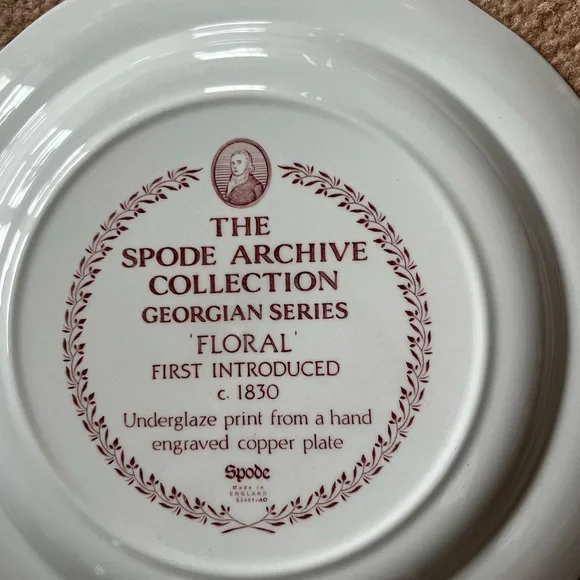 THE
SPODE ARCHIVE
COLLECTION
GEORGIAN SERIES
'FLORAL'
FIRST INTRODUCED
c. 1830
Underglaze print from a hand
engraved copper plate
Spode
Made in
ENGLAND